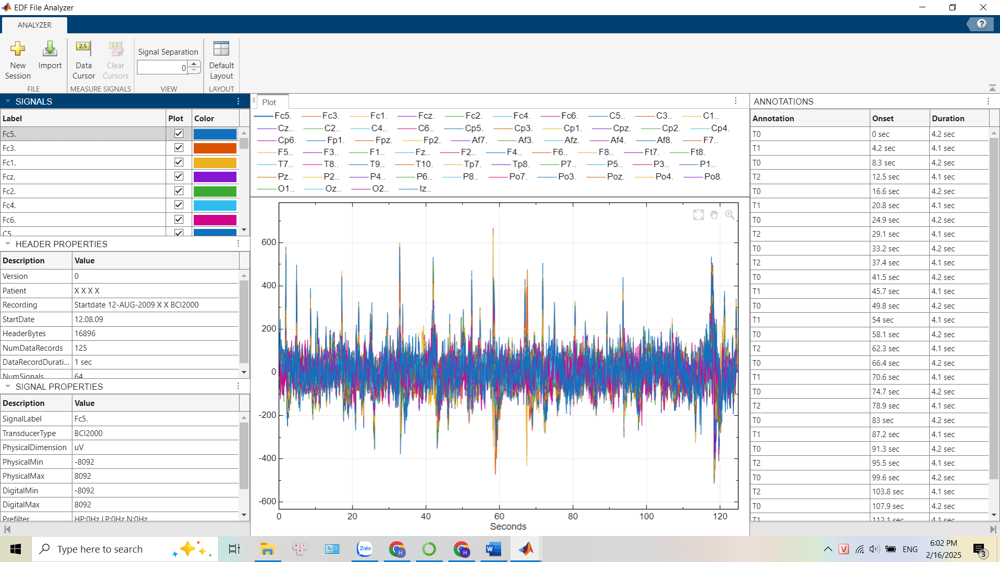 EDF File Analyzer
ANALYZER
New Session
Import
Data Cursor
Clear Cursors
Signal Separation
0
Default Layout
FILE
MEASURE SIGNALS
VIEW
LAYOUT
SIGNALS
Label Plot Color
Fc5.
Fc3.
Fc1.
Fcz.
Fc2.
Fc4.
Fc6.
C5
HEADER PROPERTIES
Description Value
Version 0
Patient X X X X
Recording Startdate 12-AUG-2009 X X BCI2000
StartDate 12.08.09
HeaderBytes 16896
NumDataRecords 125
DataRecordDurati... 1 sec
NumSignals 64
SIGNAL PROPERTIES
Description Value
SignalLabel Fc5.
TransducerType BCI2000
PhysicalDimension uV
PhysicalMin -8092
PhysicalMax 8092
DigitalMin -8092
DigitalMax 8092
Prefilter HP:0Hz LP:0Hz N:0Hz
Plot
Fc5. Fc3. Fc1. Fcz. Fc2. Fc4. Fc6. C5.. C3.. C1..
Cz.. C2.. C4.. C6.. Cp5. Cp3. Cp1. Cpz. Cp2. Cp4.
Cp6. Fp1. Fpz. Fp2. Af7. Af3. Afz. Af4. Af8. F7..
F5.. F3.. F1.. Fz.. F2.. F4.. F6.. F8.. Ft7. Ft8.
T7.. T8.. T9.. T10. Tp7. Tp8. P7.. P5.. P3.. P1..
Pz.. P2.. P4.. P6.. P8.. Po7. Po3. Poz. Po4. Po8.
O1.. Oz.. O2.. Iz..
600
400
200
0
-200
-400
-600
0 20 40 60 80 100 120
Seconds
ANNOTATIONS
Annotation Onset Duration
T0 0 sec 4.2 sec
T1 4.2 sec 4.1 sec
T0 8.3 sec 4.2 sec
T2 12.5 sec 4.1 sec
T0 16.6 sec 4.2 sec
T1 20.8 sec 4.1 sec
T0 24.9 sec 4.2 sec
T2 29.1 sec 4.1 sec
T0 33.2 sec 4.2 sec
T2 37.4 sec 4.1 sec
T0 41.5 sec 4.2 sec
T1 45.7 sec 4.1 sec
T0 49.8 sec 4.2 sec
T1 54 sec 4.1 sec
T0 58.1 sec 4.2 sec
T2 62.3 sec 4.1 sec
T0 66.4 sec 4.2 sec
T1 70.6 sec 4.1 sec
T0 74.7 sec 4.2 sec
T2 78.9 sec 4.1 sec
T0 83 sec 4.2 sec
T1 87.2 sec 4.1 sec
T0 91.3 sec 4.2 sec
T2 95.5 sec 4.1 sec
T0 99.6 sec 4.2 sec
T2 103.8 sec 4.1 sec
T0 107.9 sec 4.2 sec
T1 112.1 sec 4.1 sec
Type here to search
Zalo
ENG
6:02 PM
2/16/2025
3